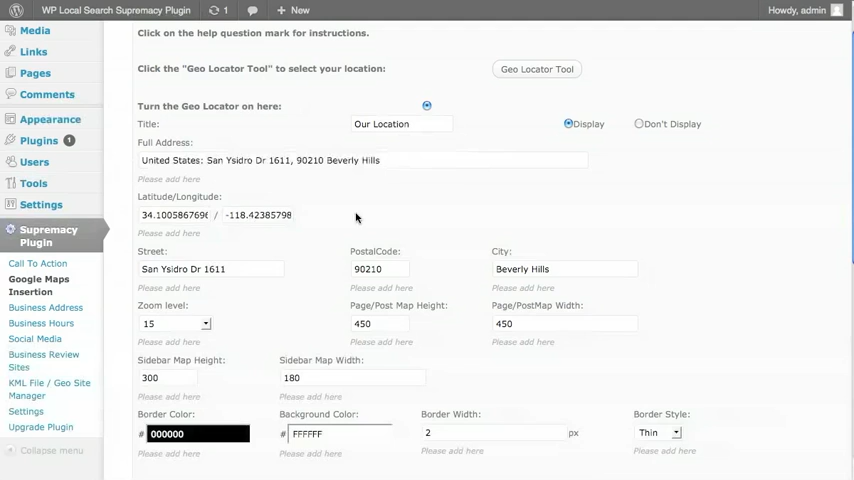 WP Local Search Supremacy Plugin 1 + New Howdy, admin
Media
Links
Pages
Comments
Appearance
Plugins 1
Users
Tools
Settings
Supremacy
Plugin
Call To Action
Google Maps
Insertion
Business Address
Business Hours
Social Media
Business Review
Sites
KML File / Geo Site
Manager
Settings
Upgrade Plugin
Collapse menu
Click on the help question mark for instructions.
Click the "Geo Locator Tool" to select your location: Geo Locator Tool
Turn the Geo Locator on here:
Title: Our Location Display Don't Display
Full Address:
United States: San Ysidro Dr 1611, 90210 Beverly Hills
Please add here
Latitude/Longitude:
34.1005867696 / -118.42385798
Please add here
Street: PostalCode: City:
San Ysidro Dr 1611 90210 Beverly Hills
Please add here Please add here Please add here
Zoom level: Page/Post Map Height: Page/PostMap Width:
15 450 450
Please add here Please add here Please add here
Sidebar Map Height: Sidebar Map Width:
300 180
Please add here Please add here
Border Color: Background Color: Border Width: Border Style:
# 000000 # FFFFFF 2 px Thin
Please add here Please add here Please add here Please add here